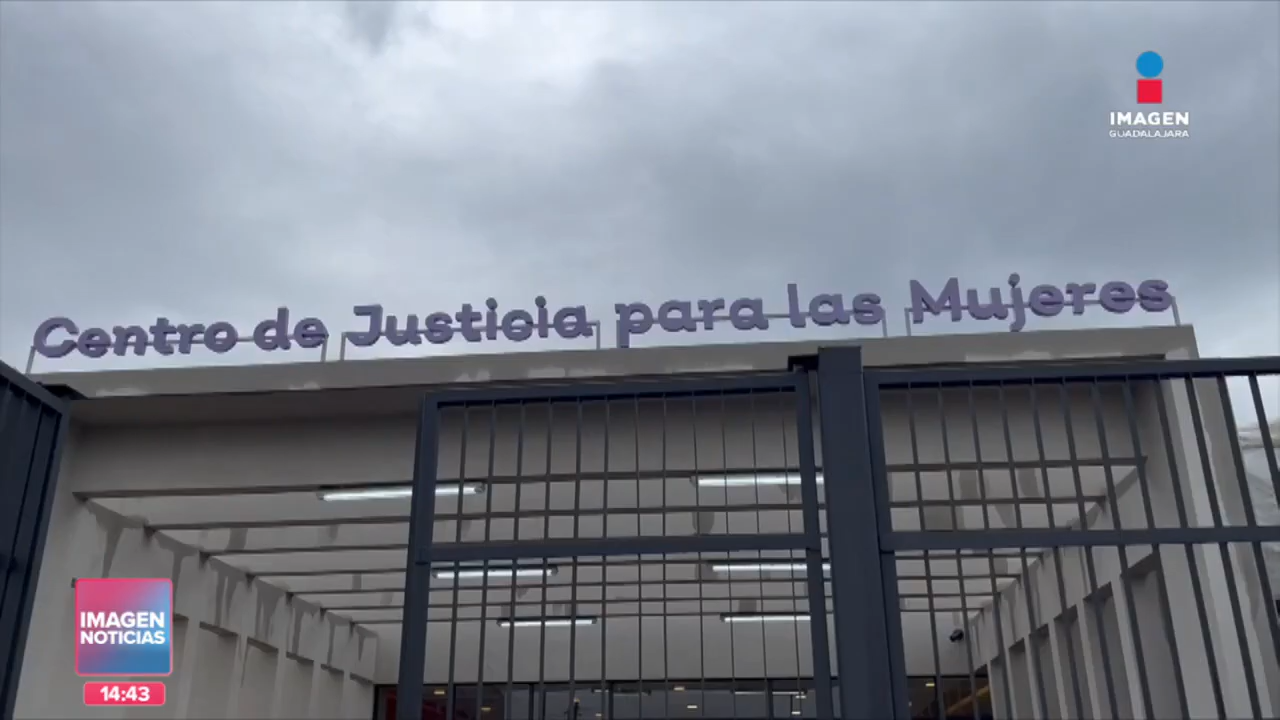 IMAGEN
GUADALAJARA
Centro de Justicia para las Mujeres
IMAGEN
NOTICIAS
14:43